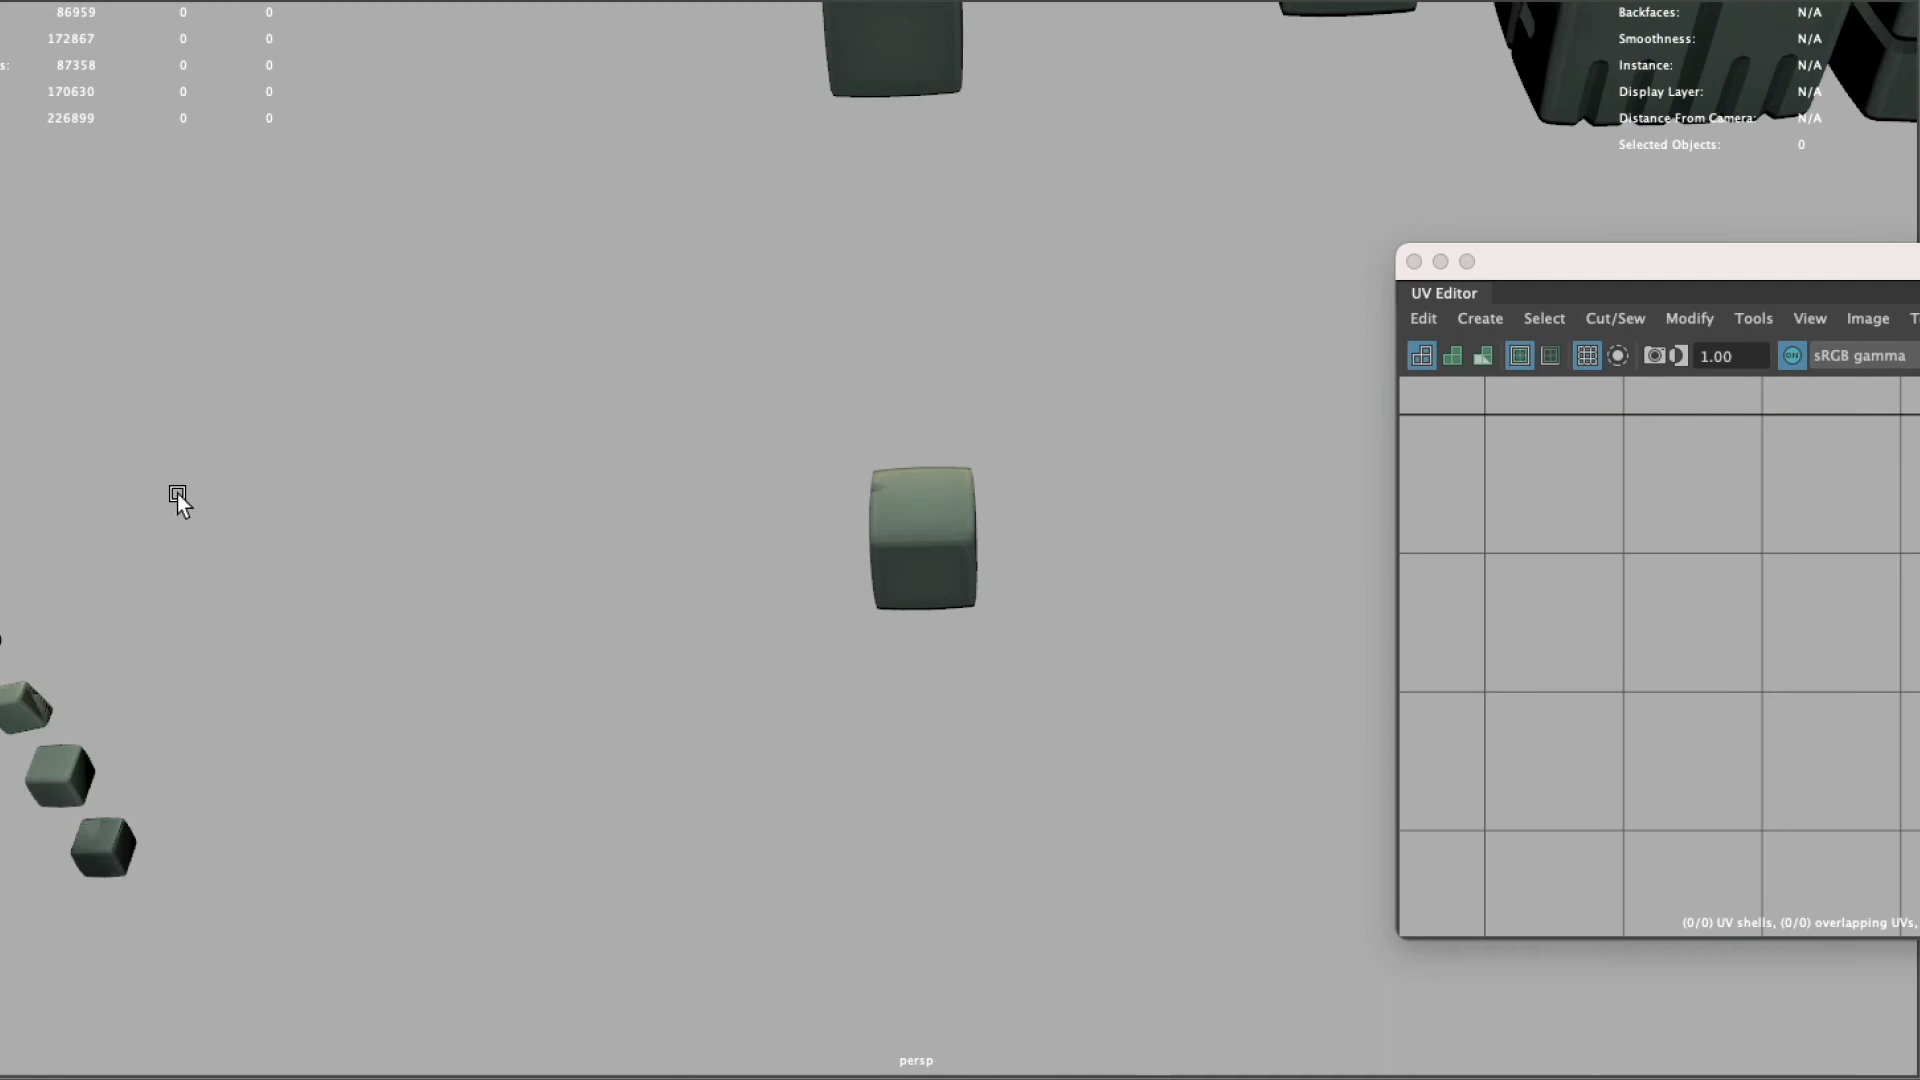 86959 0 0
172867 0 0
s: 87358 0 0
170630 0 0
226899 0 0
Backfaces: N/A
Smoothness: N/A
Instance: N/A
Display Layer: N/A
Distance From Camera: N/A
Selected Objects: 0
UV Editor
Edit Create Select Cut/Sew Modify Tools View Image T
1.00 ON sRGB gamma
(0/0) UV shells, (0/0) overlapping UVs,
persp